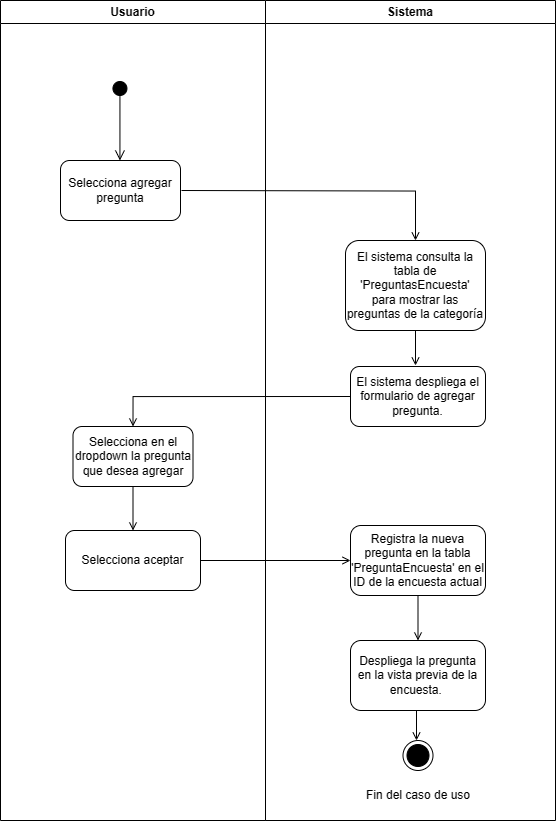 Usuario
Sistema
Selecciona agregar
pregunta
El sistema consulta la
tabla de
'PreguntasEncuesta'
para mostrar las
preguntas de la categoría
El sistema despliega el
formulario de agregar
pregunta.
Selecciona en el
dropdown la pregunta
que desea agregar
Selecciona aceptar
Registra la nueva
pregunta en la tabla
'PreguntaEncuesta' en el
ID de la encuesta actual
Despliega la pregunta
en la vista previa de la
encuesta.
Fin del caso de uso